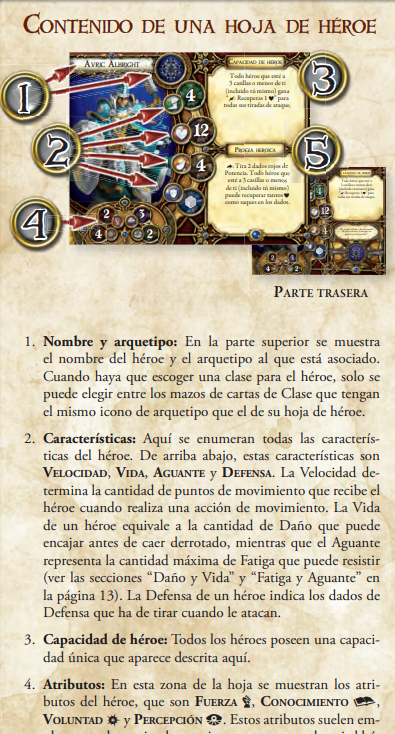 Contenido de una hoja de héroe
Avric Albright
Capacidad de héroe
Todo héroe que esté a
3 casillas o menos de ti
(incluido tú mismo) gana
": Recuperas 1" para
todas sus tiradas de ataque.
4
12
4
Proeza heroica
: Tira 2 dados rojos de
Potencia. Todo héroe que
esté a 3 casillas o menos
de ti (incluido tú mismo)
puede recuperar tantos
como saques en los dados.
2
3
4
2
1
2
3
4
5
12
Parte trasera
1. Nombre y arquetipo: En la parte superior se muestra
el nombre del héroe y el arquetipo al que está asociado.
Cuando haya que escoger una clase para el héroe, solo se
puede elegir entre los mazos de cartas de Clase que tengan
el mismo icono de arquetipo que el de su hoja de héroe.
2. Características: Aquí se enumeran todas las caracterís-
ticas del héroe. De arriba abajo, estas características son
Velocidad, Vida, Aguante y Defensa. La Velocidad de-
termina la cantidad de puntos de movimiento que recibe el
héroe cuando realiza una acción de movimiento. La Vida
de un héroe equivale a la cantidad de Daño que puede
encajar antes de caer derrotado, mientras que el Aguante
representa la cantidad máxima de Fatiga que puede resistir
(ver las secciones “Daño y Vida” y “Fatiga y Aguante” en
la página 13). La Defensa de un héroe indica los dados de
Defensa que ha de tirar cuando le atacan.
3. Capacidad de héroe: Todos los héroes poseen una capaci-
dad única que aparece descrita aquí.
4. Atributos: En esta zona de la hoja se muestran los atri-
butos del héroe, que son Fuerza, Conocimiento,
Voluntad y Percepción. Estos atributos suelen em-